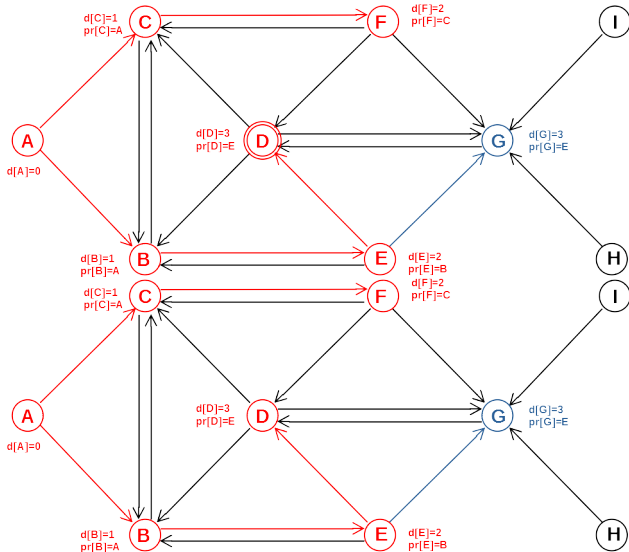 d[C]=1
pr[C]=A
C
F
d[F]=2
pr[F]=C
I
A
d[A]=0
d[D]=3
pr[D]=E
D
G
d[G]=3
pr[G]=E
d[B]=1
pr[B]=A
B
E
d[E]=2
pr[E]=B
H
d[C]=1
pr[C]=A
C
F
d[F]=2
pr[F]=C
I
A
d[A]=0
d[D]=3
pr[D]=E
D
G
d[G]=3
pr[G]=E
d[B]=1
pr[B]=A
B
E
d[E]=2
pr[E]=B
H